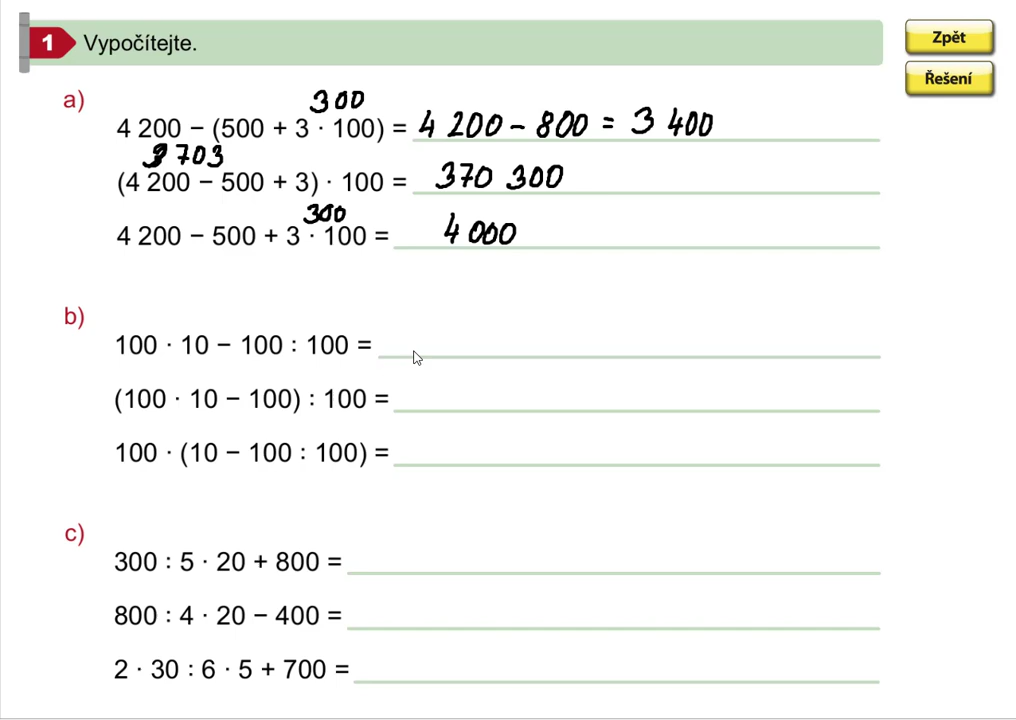 1 Vypočítejte.
Zpět
Řešení
a)
300
4 200 − (500 + 3 · 100) = 4 200 - 800 = 3 400
3 703
(4 200 − 500 + 3) · 100 = 370 300
300
4 200 − 500 + 3 · 100 = 4 000
b)
100 · 10 − 100 : 100 =
(100 · 10 − 100) : 100 =
100 · (10 − 100 : 100) =
c)
300 : 5 · 20 + 800 =
800 : 4 · 20 − 400 =
2 · 30 : 6 · 5 + 700 =